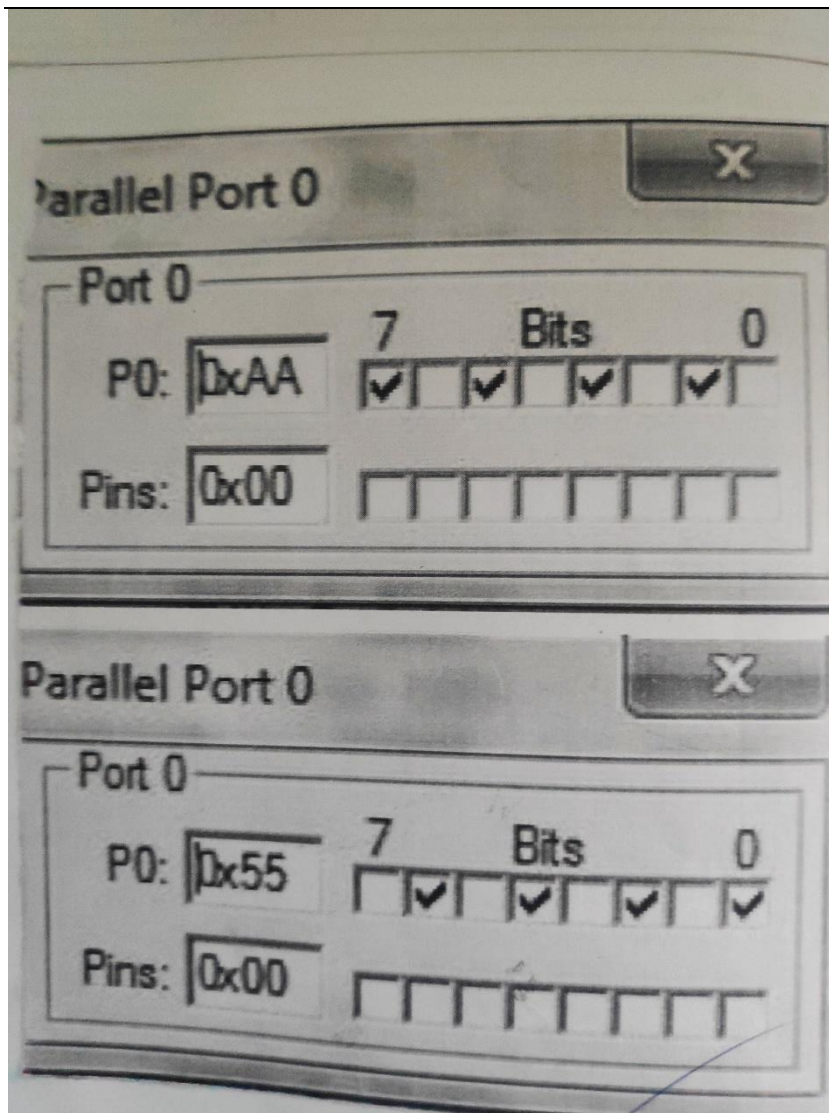 Parallel Port 0
Port 0
7 Bits 0
P0: 0xAA
Pins: 0x00
Parallel Port 0
Port 0
7 Bits 0
P0: 0x55
Pins: 0x00